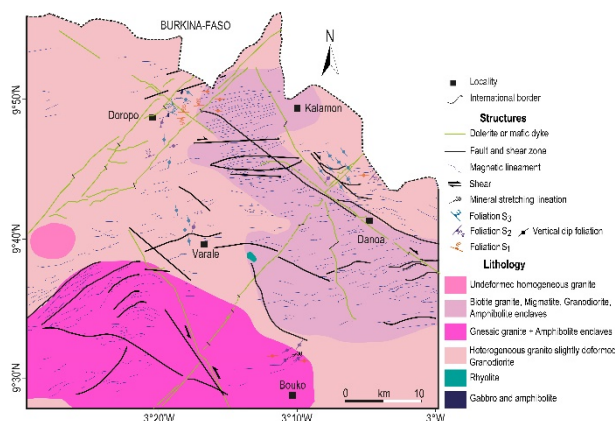 BURKINA-FASO
N
9°50'N
Doropo
Kalamon
9°40'N
Varale
Danoa
9°30'N
Bouko
0 km 10
3°20'W
3°10'W
3°W
Locality
International border
Structures
Dolerite or mafic dyke
Fault and shear zone
Magnetic lineament
Shear
Mineral stretching lineation
Foliation S3
Foliation S2
Vertical dip foliation
Foliation S1
Lithology
Undeformed homogeneous granite
Biotite granite, Migmatite, Granodiorite,
Amphibolite enclaves
Gnessic granite + Amphibolite enclaves
Hoterogenous granite slightly deformed
Granodiorite
Rhyolite
Gabbro and amphibolite